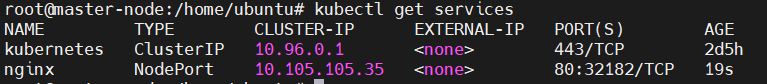 root@master-node:/home/ubuntu# kubectl get services
NAME TYPE CLUSTER-IP EXTERNAL-IP PORT(S) AGE
kubernetes ClusterIP 10.96.0.1 <none> 443/TCP 2d5h
nginx NodePort 10.105.105.35 <none> 80:32182/TCP 19s